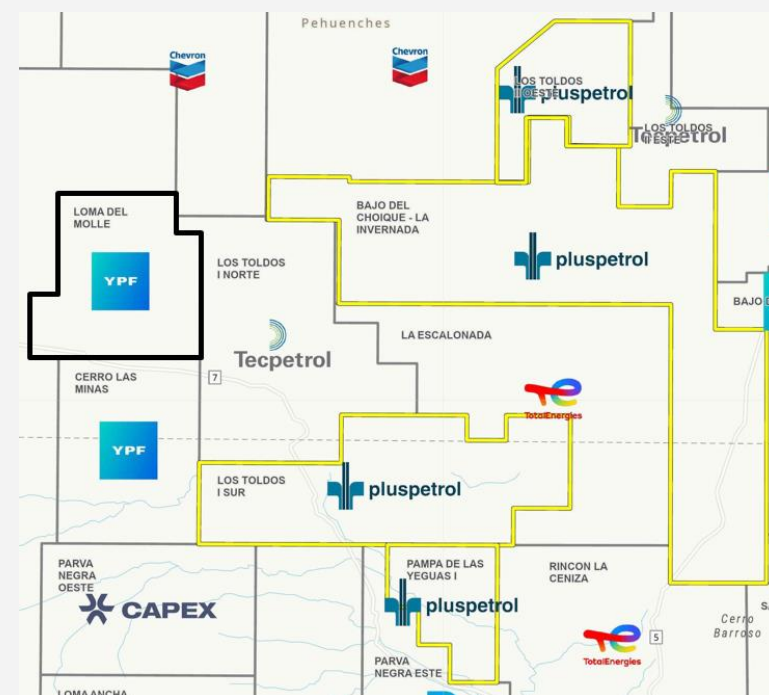 Pehuenches
Chevron
Chevron
LOS TOLDOS
II OESTE
pluspetrol
LOS TOLDOS
II ESTE
Tecpetrol
LOMA DEL
MOLLE
YPF
BAJO DEL
CHOIQUE - LA
INVERNADA
pluspetrol
LOS TOLDOS
I NORTE
Tecpetrol
BAJO
LA ESCALONADA
7
CERRO LAS
MINAS
YPF
TotalEnergies
LOS TOLDOS
I SUR
pluspetrol
PARVA
NEGRA
OESTE
CAPEX
PAMPA DE LAS
YEGUAS I
pluspetrol
RINCON LA
CENIZA
TotalEnergies
5
Cerro
Barroso
PARVA
NEGRA ESTE
LOMA ANCHA